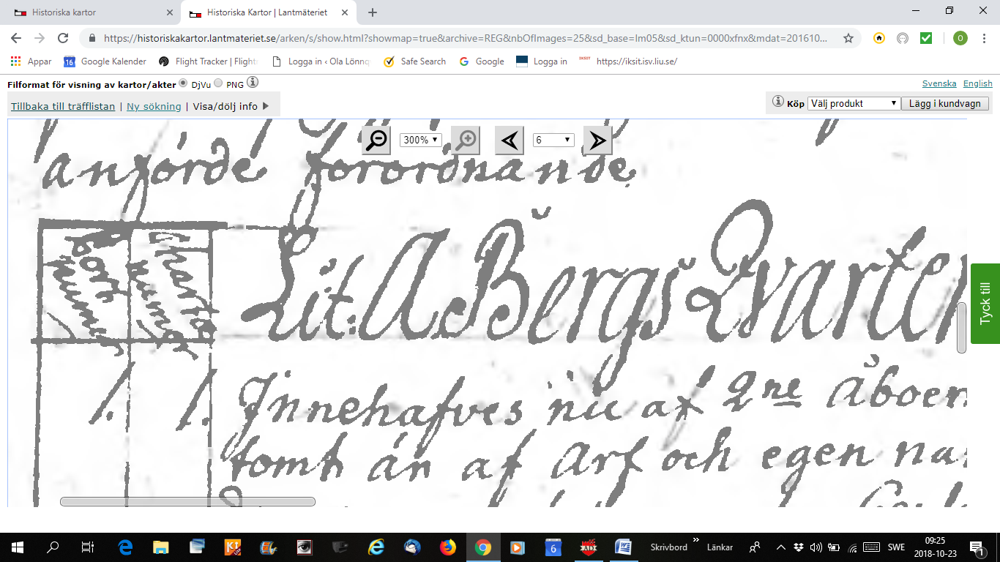 Historiska kartor
Historiska Kartor | Lantmäteriet
https://historiskakartor.lantmateriet.se/arken/s/show.html?showmap=true&archive=REG&nbOfImages=25&sd_base=lm05&sd_ktun=0000xfnx&mdat=201610...
O
Appar
16 Google Kalender
Flight Tracker | Flight
Logga in ‹ Ola Lönnq
Safe Search
Google
IKSIT
Logga in
https://iksit.isv.liu.se/
Filformat för visning av kartor/akter DjVu PNG
Svenska English
Tillbaka till träfflistan | Ny sökning | Visa/dölj info
Köp Välj produkt Lägg i kundvagn
300% 6
anförde förordnande
Lit: A Bergs Qvarter
Tyck till
1. 1. Innehafves nu af 2ne Åboer
tomt än af Arf och egen
Skrivbord » Länkar
SWE
09:25
2018-10-23
6
1